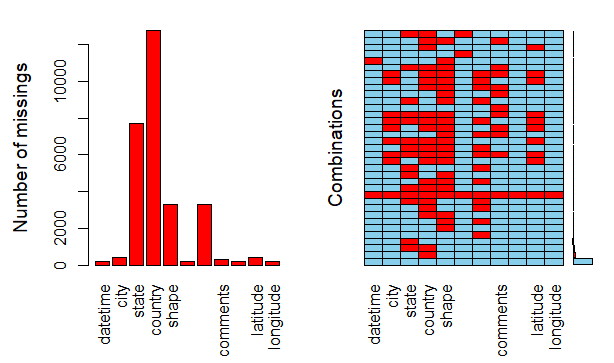 Number of missings
0
2000
6000
10000
datetime
city
state
country
shape
comments
latitude
longitude
Combinations
datetime
city
state
country
shape
comments
latitude
longitude